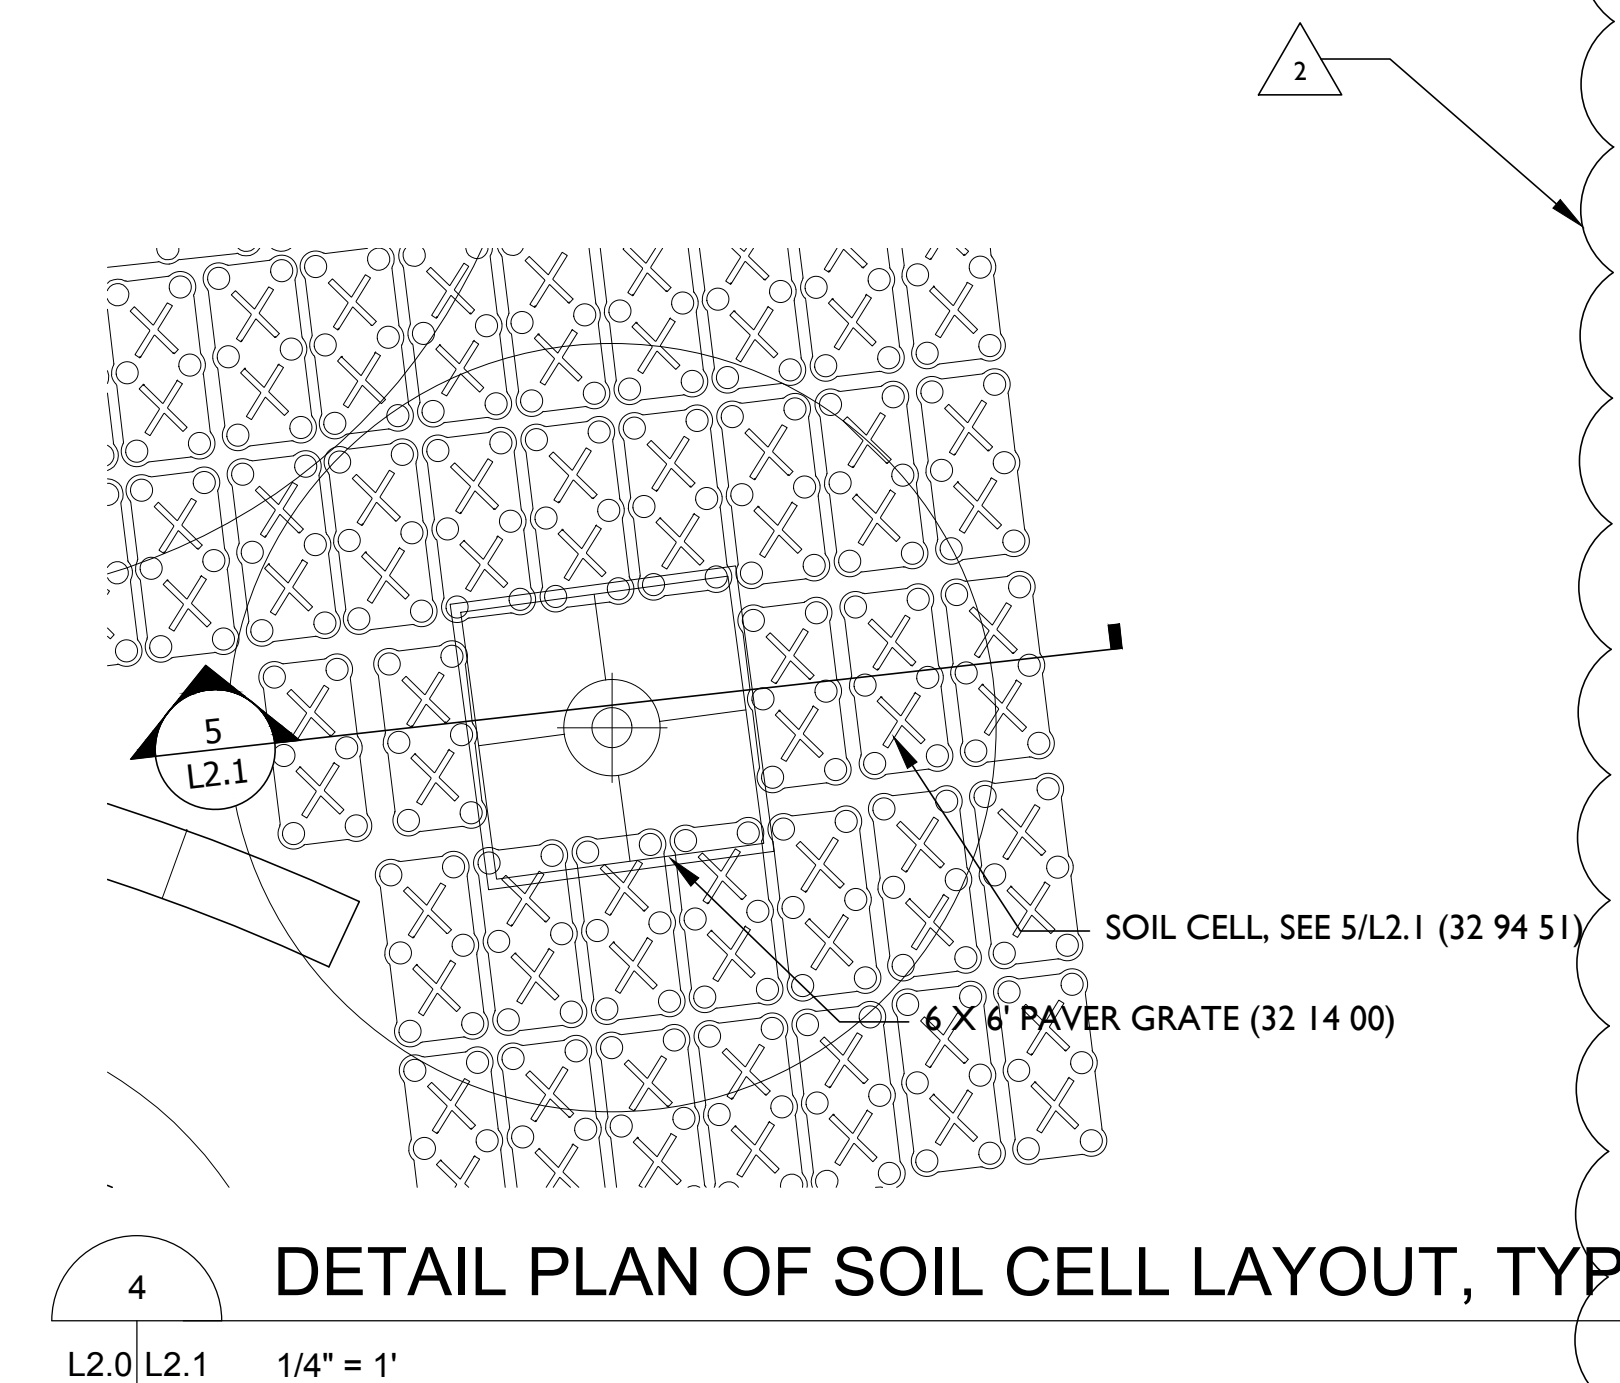 2
5
L2.1
SOIL CELL, SEE 5/L2.1 (32 94 51)
6 X 6' PAVER GRATE (32 14 00)
4
DETAIL PLAN OF SOIL CELL LAYOUT, TYP
L2.0 L2.1
1/4" = 1'